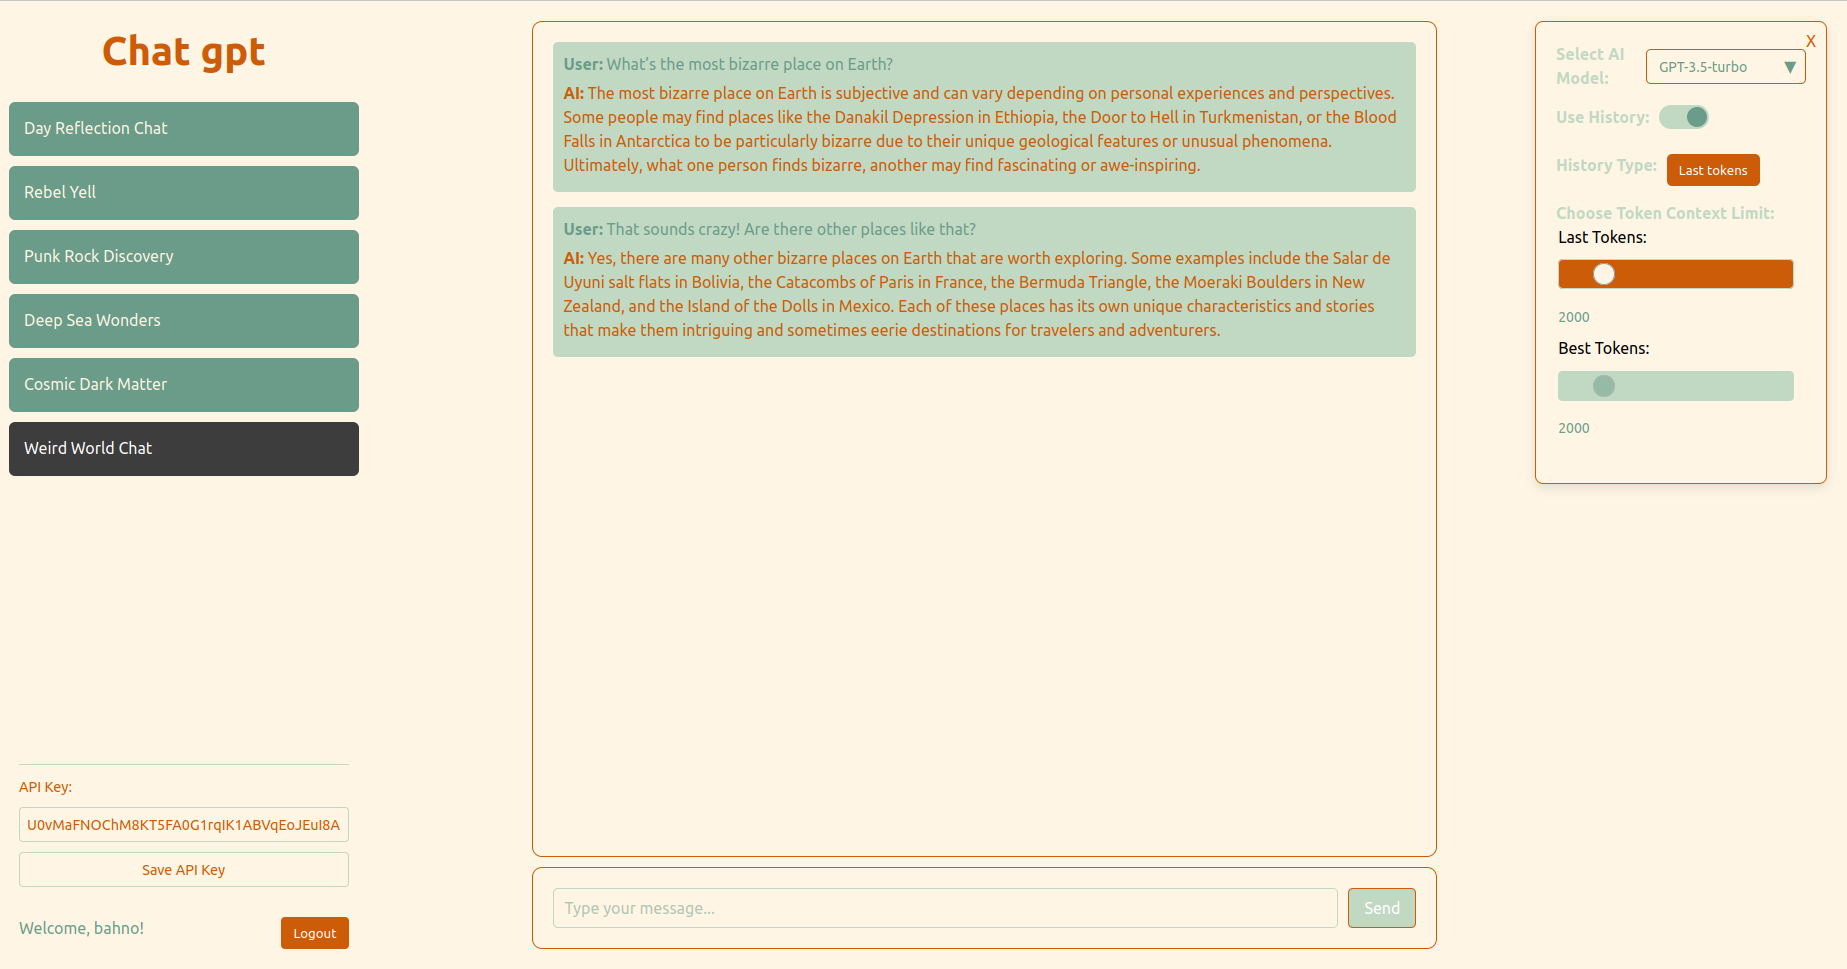 Chat gpt
Day Reflection Chat
Rebel Yell
Punk Rock Discovery
Deep Sea Wonders
Cosmic Dark Matter
Weird World Chat
API Key:
U0vMaFNOChM8KT5FA0G1rqIK1ABVqEoJEuI8A
Save API Key
Welcome, bahno!
Logout
User: What's the most bizarre place on Earth?
AI: The most bizarre place on Earth is subjective and can vary depending on personal experiences and perspectives.
Some people may find places like the Danakil Depression in Ethiopia, the Door to Hell in Turkmenistan, or the Blood
Falls in Antarctica to be particularly bizarre due to their unique geological features or unusual phenomena.
Ultimately, what one person finds bizarre, another may find fascinating or awe-inspiring.
User: That sounds crazy! Are there other places like that?
AI: Yes, there are many other bizarre places on Earth that are worth exploring. Some examples include the Salar de
Uyuni salt flats in Bolivia, the Catacombs of Paris in France, the Bermuda Triangle, the Moeraki Boulders in New
Zealand, and the Island of the Dolls in Mexico. Each of these places has its own unique characteristics and stories
that make them intriguing and sometimes eerie destinations for travelers and adventurers.
Type your message...
Send
X
Select AI
Model:
GPT-3.5-turbo
Use History:
History Type:
Last tokens
Choose Token Context Limit:
Last Tokens:
2000
Best Tokens:
2000